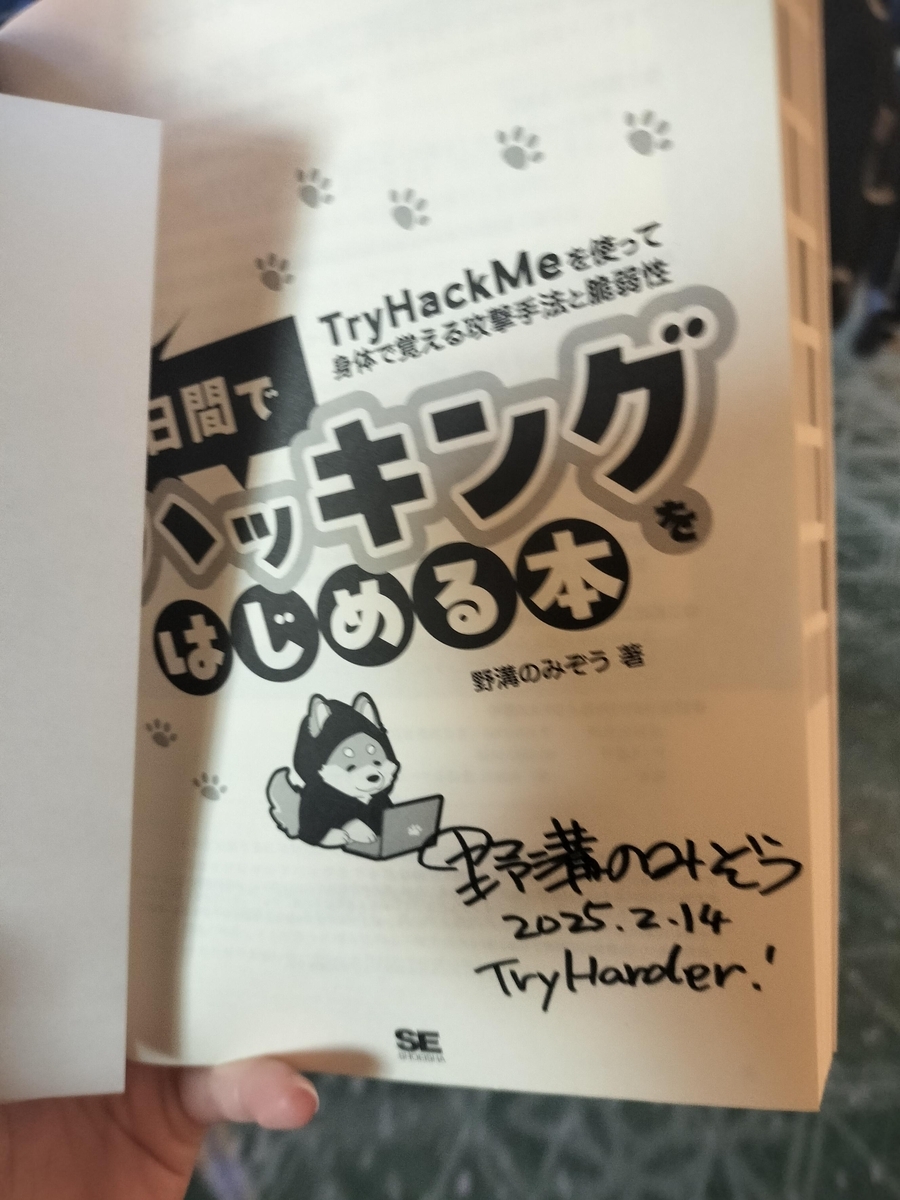 TryHackMeを使って
身体で覚える攻撃手法と脆弱性
日間で
ハッキングを
はじめる本
野溝のみぞう 著
野溝のみぞう
2025.2.14
TryHarder!
SE
SHOEISHA